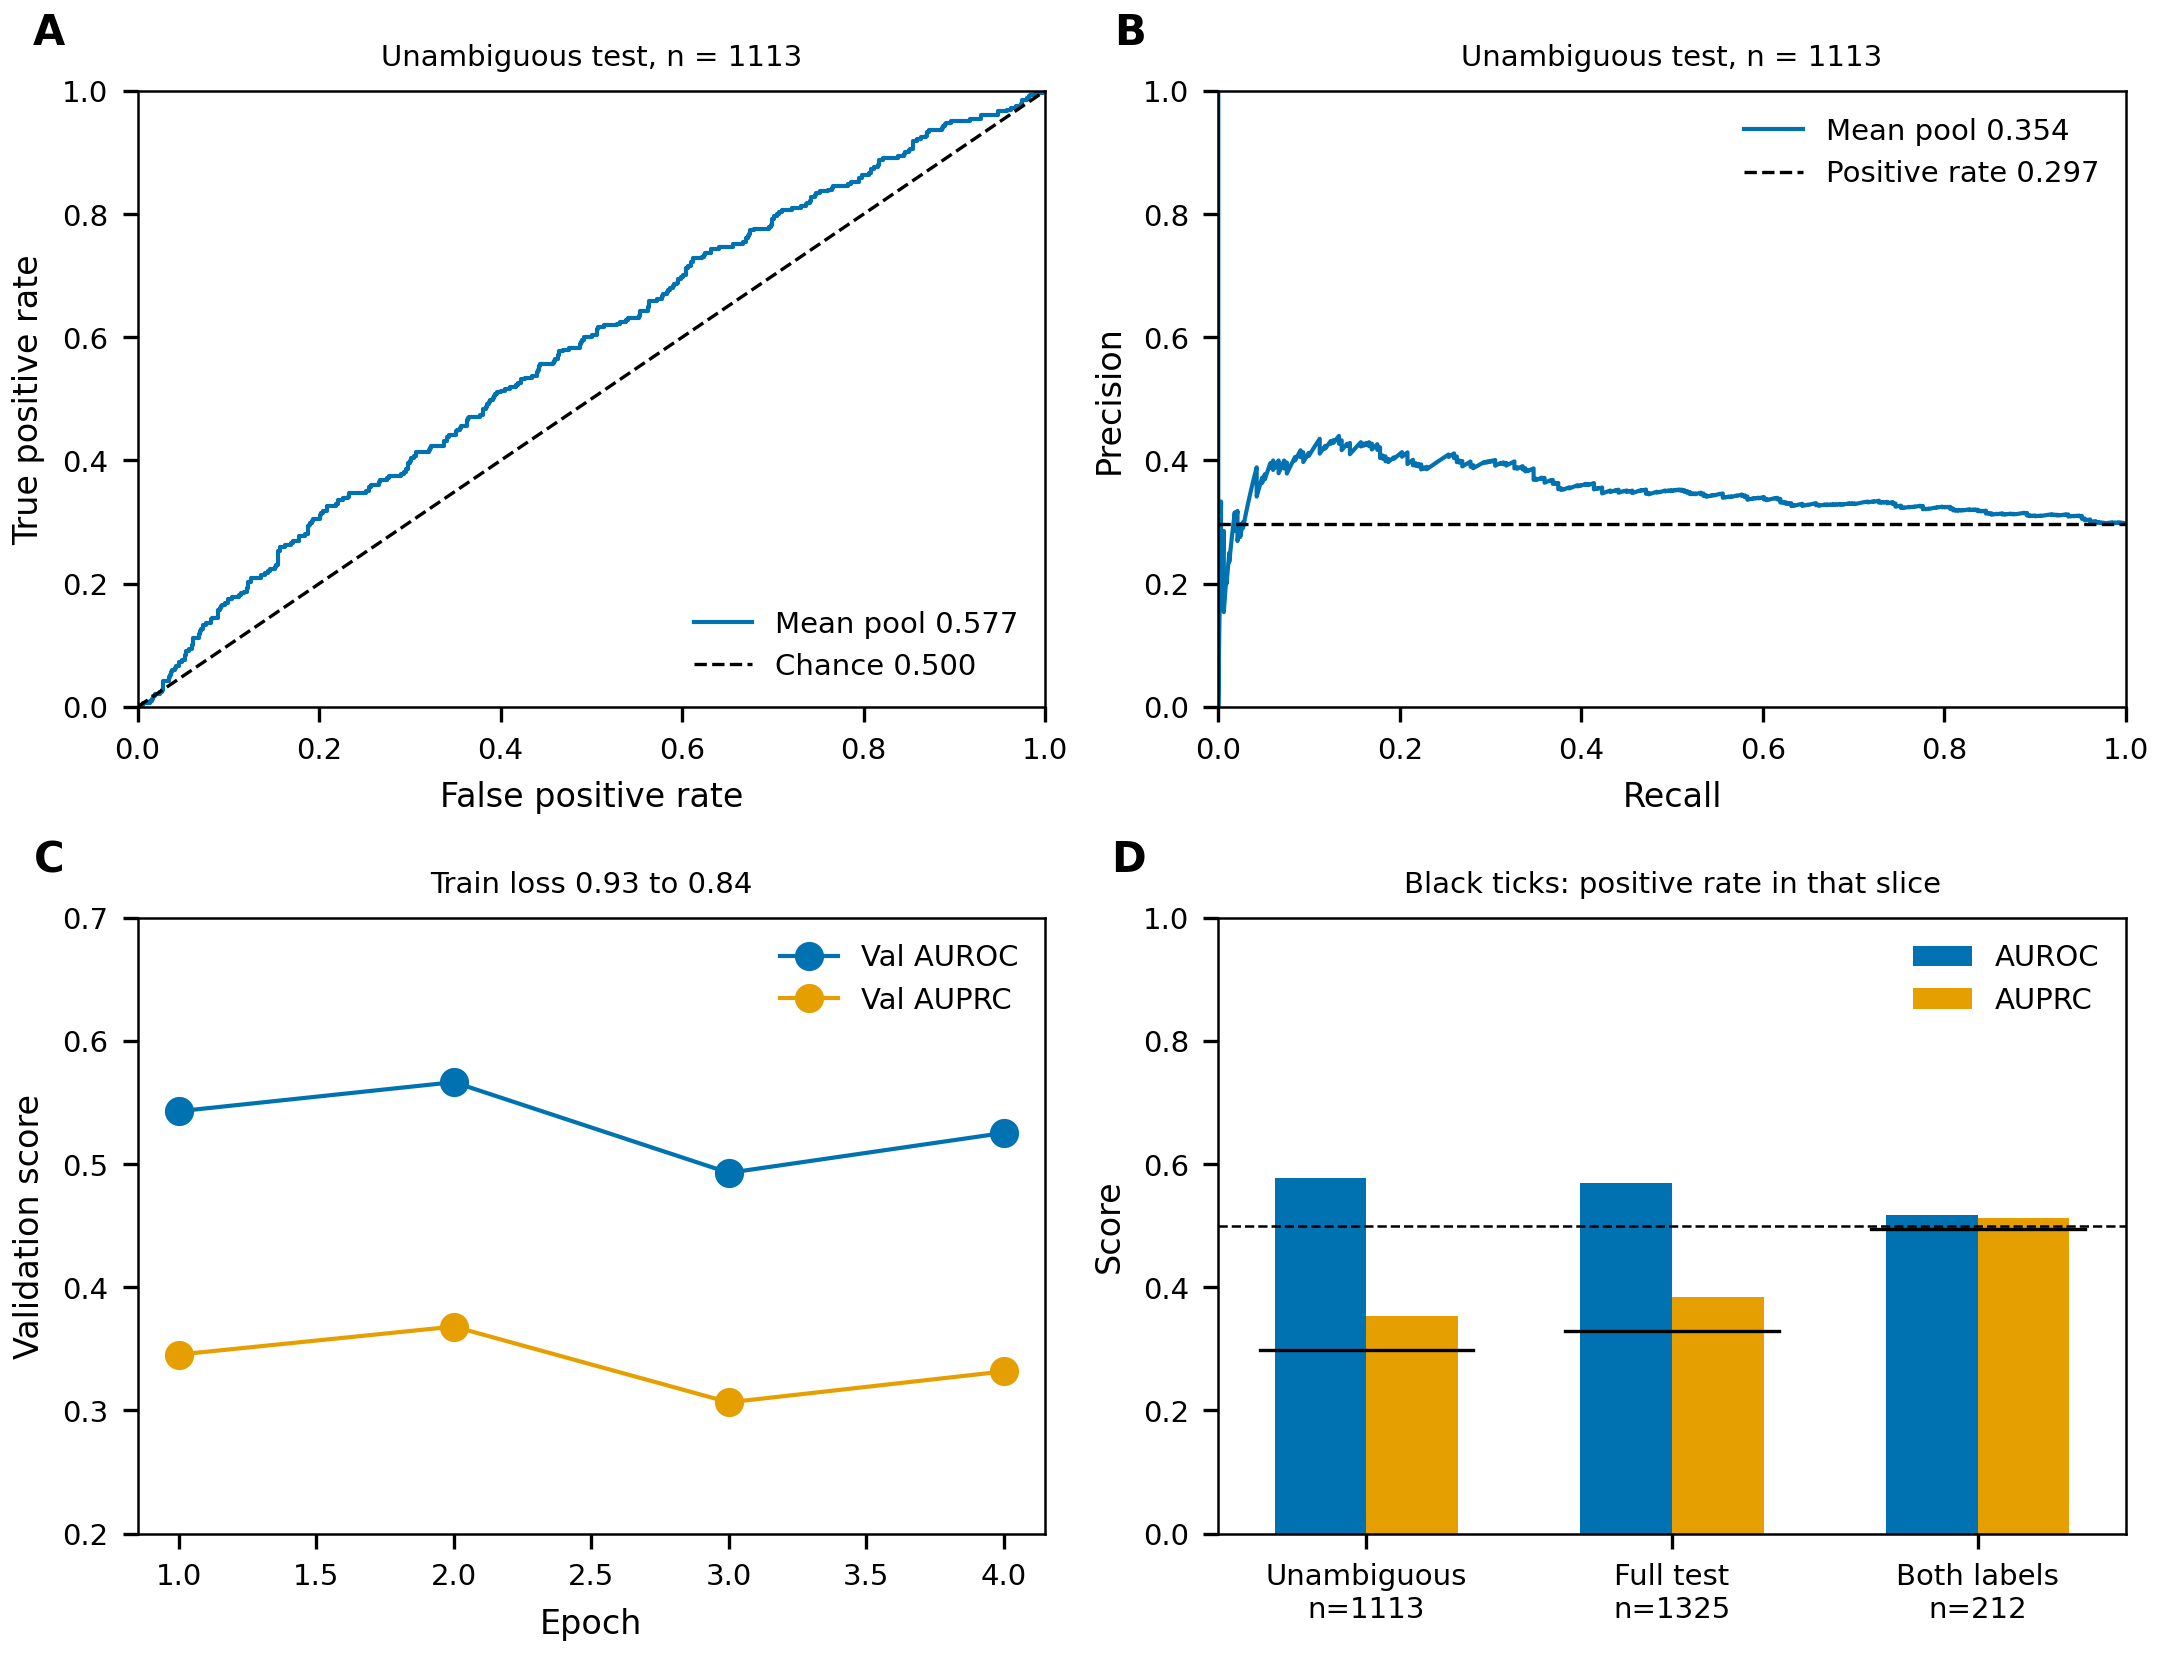 A
Unambiguous test, n = 1113
1.0
0.8
0.6
0.4
0.2
0.0
True positive rate
Mean pool 0.577
Chance 0.500
0.0 0.2 0.4 0.6 0.8 1.0
False positive rate
B
Unambiguous test, n = 1113
1.0
0.8
0.6
0.4
0.2
0.0
Precision
Mean pool 0.354
Positive rate 0.297
0.0 0.2 0.4 0.6 0.8 1.0
Recall
C
Train loss 0.93 to 0.84
0.7
0.6
0.5
0.4
0.3
0.2
Validation score
Val AUROC
Val AUPRC
1.0 1.5 2.0 2.5 3.0 3.5 4.0
Epoch
D
Black ticks: positive rate in that slice
1.0
0.8
0.6
0.4
0.2
0.0
Score
AUROC
AUPRC
Unambiguous Full test Both labels
n=1113 n=1325 n=212